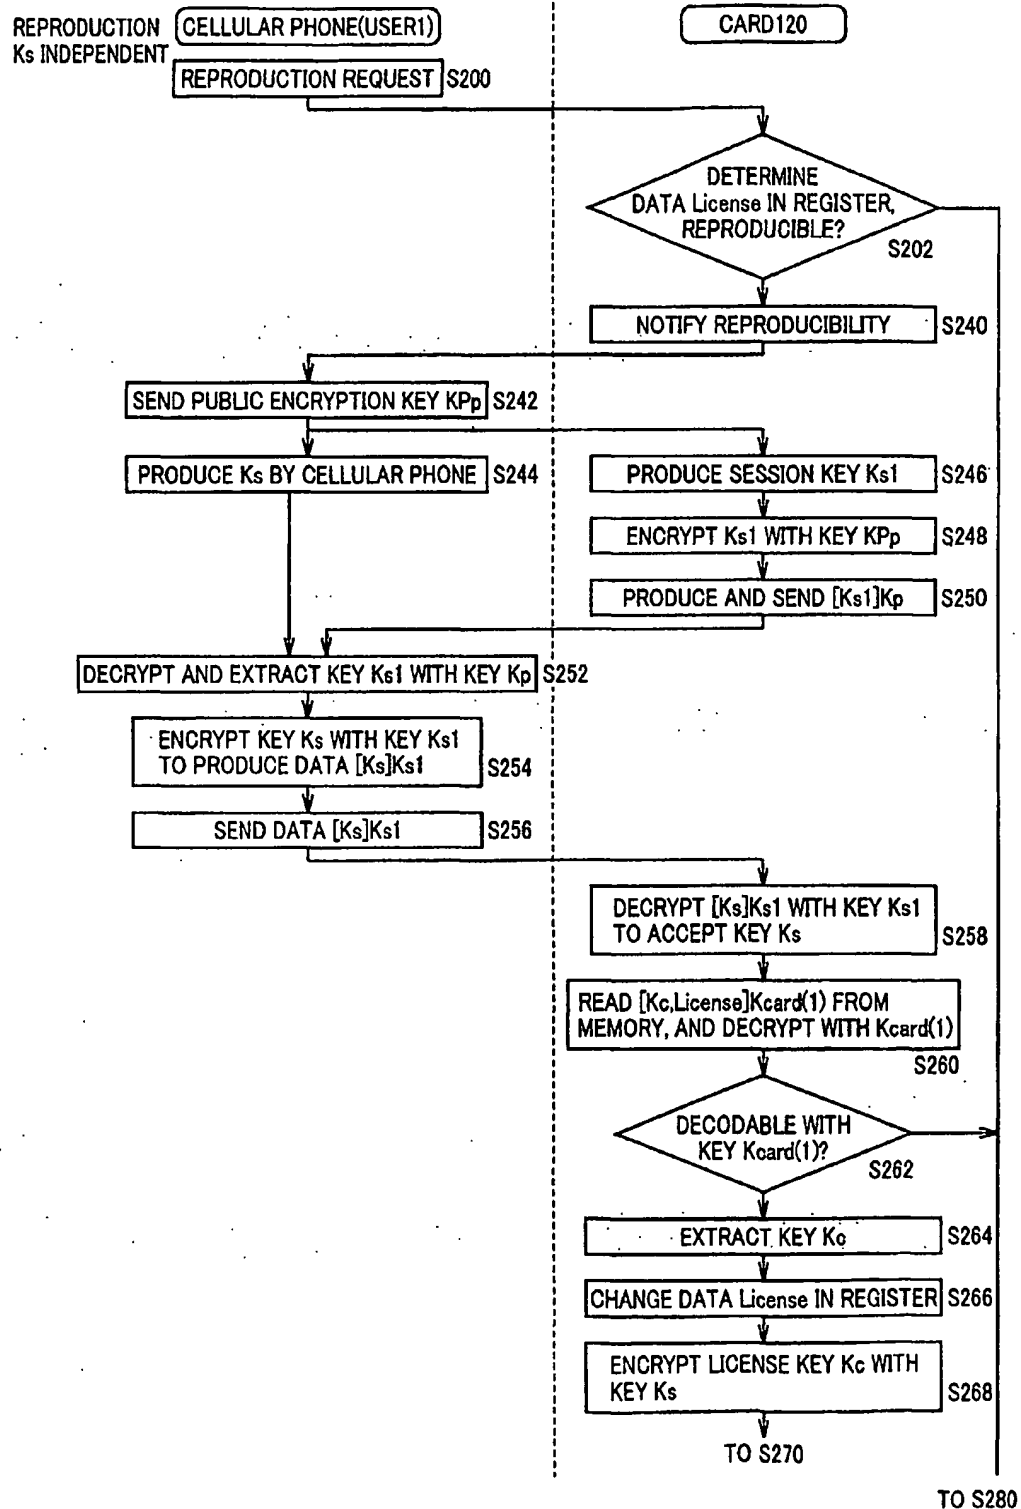 REPRODUCTION
Ks INDEPENDENT
CELLULAR PHONE(USER1)
CARD120
REPRODUCTION REQUEST
S200
DETERMINE
DATA License IN REGISTER,
REPRODUCIBLE?
S202
NOTIFY REPRODUCIBILITY
S240
SEND PUBLIC ENCRYPTION KEY KPp
S242
PRODUCE Ks BY CELLULAR PHONE
S244
PRODUCE SESSION KEY Ks1
S246
ENCRYPT Ks1 WITH KEY KPp
S248
PRODUCE AND SEND [Ks1]Kp
S250
DECRYPT AND EXTRACT KEY Ks1 WITH KEY Kp
S252
ENCRYPT KEY Ks WITH KEY Ks1
TO PRODUCE DATA [Ks]Ks1
S254
SEND DATA [Ks]Ks1
S256
DECRYPT [Ks]Ks1 WITH KEY Ks1
TO ACCEPT KEY Ks
S258
READ [Kc,License]Kcard(1) FROM
MEMORY, AND DECRYPT WITH Kcard(1)
S260
DECODABLE WITH
KEY Kcard(1)?
S262
EXTRACT KEY Kc
S264
CHANGE DATA License IN REGISTER
S266
ENCRYPT LICENSE KEY Kc WITH
KEY Ks
S268
TO S270
TO S280